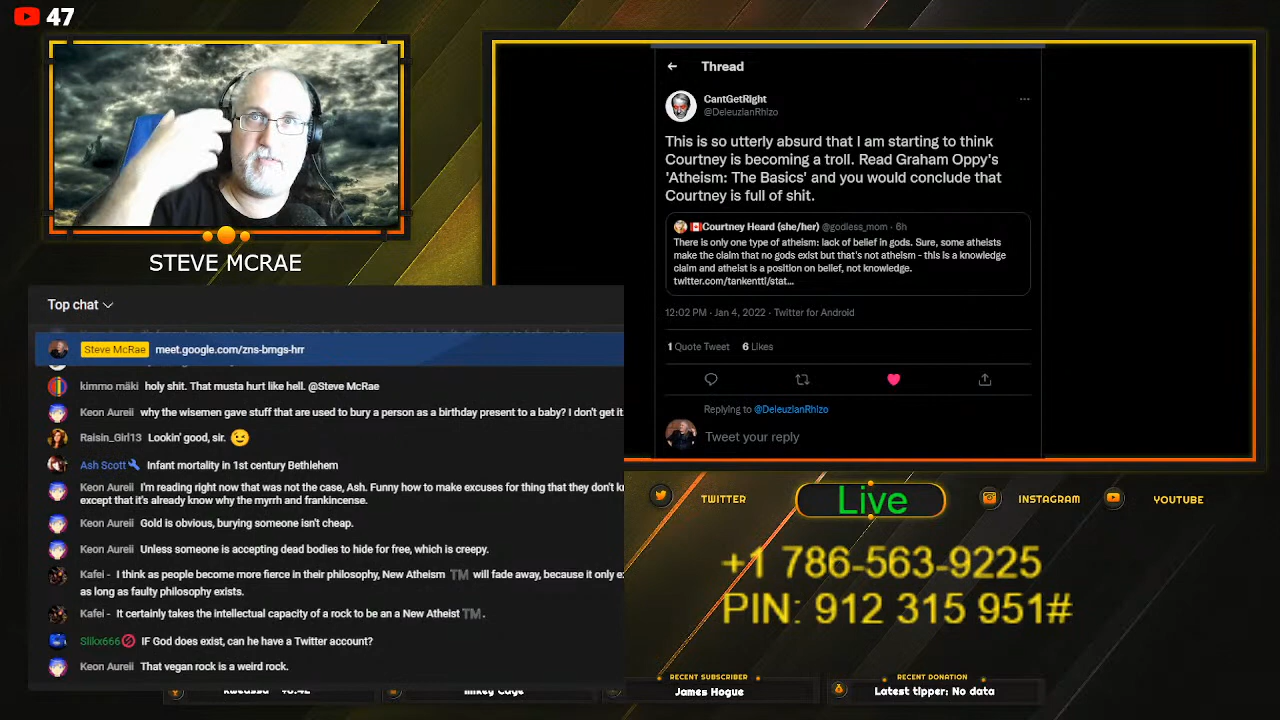 47
STEVE MCRAE
Top chat
Steve McRae meet.google.com/zns-bmgs-hrr
kimmo mäki holy shit. That musta hurt like hell. @Steve McRae
Keon Aureii why the wisemen gave stuff that are used to bury a person as a birthday present to a baby? I don't get it
Raisin_Girl13 Lookin' good, sir. 😉
Ash Scott🔧 Infant mortality in 1st century Bethlehem
Keon Aureii I'm reading right now that was not the case, Ash. Funny how to make excuses for thing that they don't
except that it's already know why the myrrh and frankincense.
Keon Aureii Gold is obvious, burying someone isn't cheap.
Keon Aureii Unless someone is accepting dead bodies to hide for free, which is creepy.
Kafei - I think as people become more fierce in their philosophy, New Atheism ™️ will fade away, because it only
as long as faulty philosophy exists.
Kafei - It certainly takes the intellectual capacity of a rock to be an a New Atheist™️.
Slikx666🚫 IF God does exist, can he have a Twitter account?
Keon Aureii That vegan rock is a weird rock.
Thread
CantGetRight
@DeleuzianRhizo
This is so utterly absurd that I am starting to think
Courtney is becoming a troll. Read Graham Oppy's
'Atheism: The Basics' and you would conclude that
Courtney is full of shit.
🇨🇦Courtney Heard (she/her) @godless_mom · 6h
There is only one type of atheism: lack of belief in gods. Sure, some atheists
make the claim that no gods exist but that's not atheism - this is a knowledge
claim and atheist is a position on belief, not knowledge.
twitter.com/tankentti/stat...
12:02 PM · Jan 4, 2022 · Twitter for Android
1 Quote Tweet 6 Likes
Replying to @DeleuzianRhizo
Tweet your reply
TWITTER Live INSTAGRAM YOUTUBE
+1 786-563-9225
PIN: 912 315 951#
RECENT SUBSCRIBER
James Hogue
RECENT DONATION
Latest tipper: No data
Mikey Cage